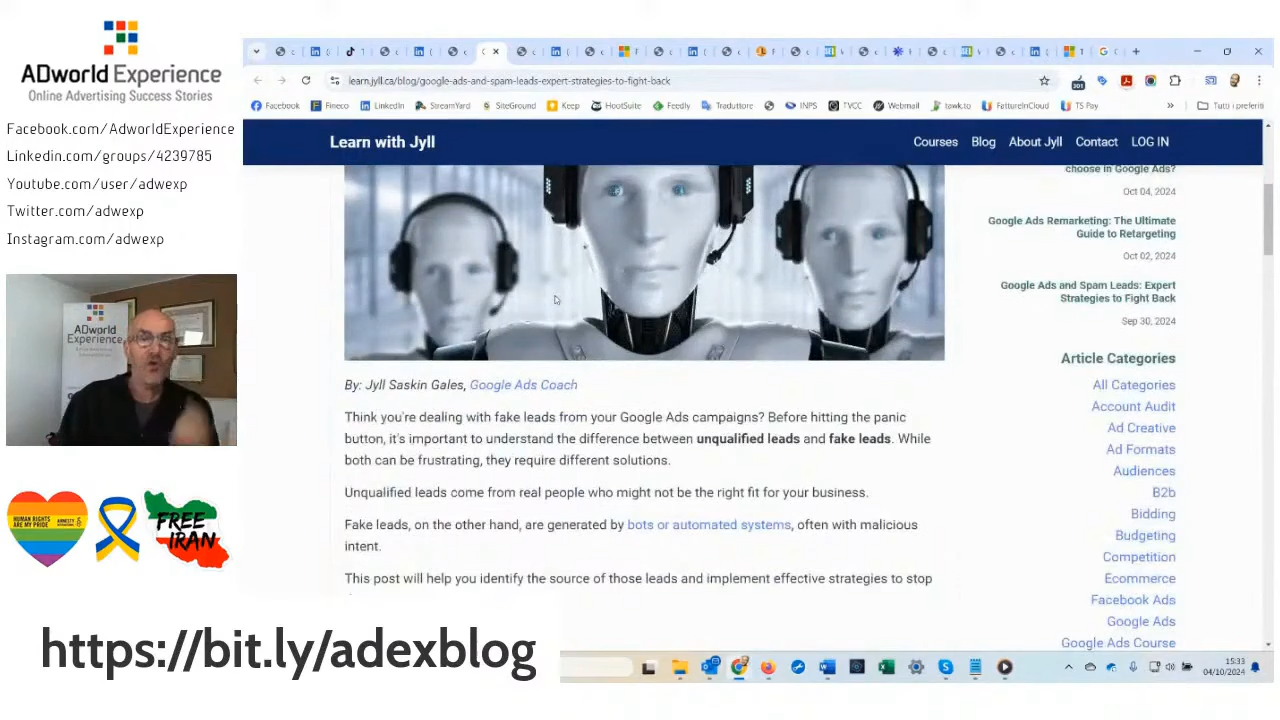 ADworld Experience
Online Advertising Success Stories
Facebook.com/AdworldExperience
Linkedin.com/groups/4239785
Youtube.com/user/adwexp
Twitter.com/adwexp
Instagram.com/adwexp
ADworld
Experience
HUMAN RIGHTS
ARE MY PRIDE
AMNESTY
FREE
IRAN
https://bit.ly/adexblog
learn.jyll.ca/blog/google-ads-and-spam-leads-expert-strategies-to-fight-back
Facebook
Fineco
LinkedIn
StreamYard
SiteGround
Keep
HootSuite
Feedly
Traduttore
INPS
TVCC
Webmail
tawk.to
FattureInCloud
TS Pay
Tutti i preferiti
Learn with Jyll
Courses
Blog
About Jyll
Contact
LOG IN
By: Jyll Saskin Gales, Google Ads Coach
Think you're dealing with fake leads from your Google Ads campaigns? Before hitting the panic
button, it's important to understand the difference between unqualified leads and fake leads. While
both can be frustrating, they require different solutions.
Unqualified leads come from real people who might not be the right fit for your business.
Fake leads, on the other hand, are generated by bots or automated systems, often with malicious
intent.
This post will help you identify the source of those leads and implement effective strategies to stop
choose in Google Ads?
Oct 04, 2024
Google Ads Remarketing: The Ultimate
Guide to Retargeting
Oct 02, 2024
Google Ads and Spam Leads: Expert
Strategies to Fight Back
Sep 30, 2024
Article Categories
All Categories
Account Audit
Ad Creative
Ad Formats
Audiences
B2b
Bidding
Budgeting
Competition
Ecommerce
Facebook Ads
Google Ads
Google Ads Course
15:33
04/10/2024